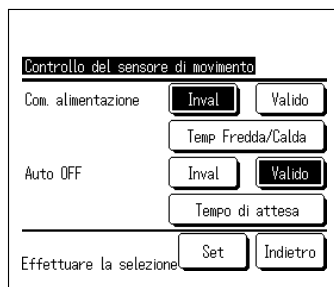 Controllo del sensore di movimento
Com. alimentazione Inval Valido
Temp Fredda/Calda
Auto OFF Inval Valido
Tempo di attesa
Effettuare la selezione Set Indietro